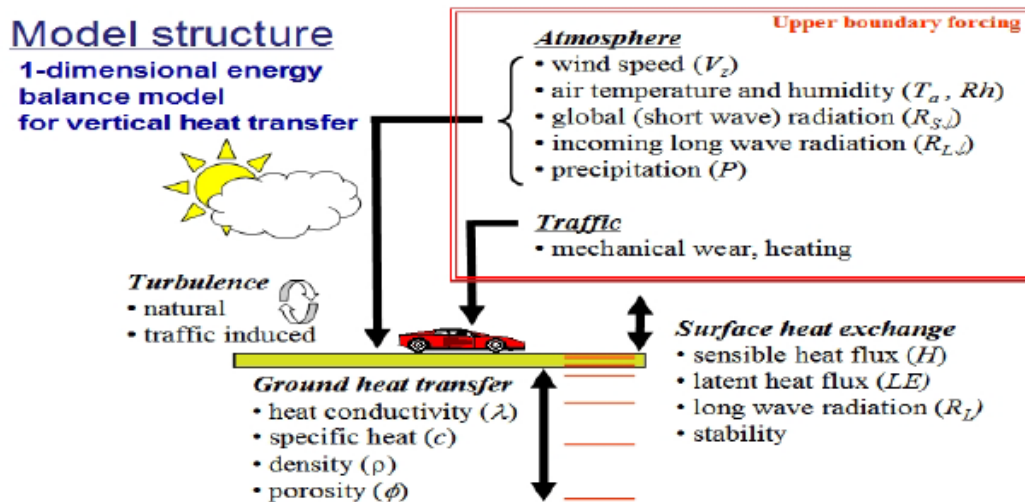 Model structure
1-dimensional energy
balance model
for vertical heat transfer
Upper boundary forcing
Atmosphere
• wind speed (Vz)
• air temperature and humidity (Ta , Rh)
• global (short wave) radiation (RS↓)
• incoming long wave radiation (RL↓)
• precipitation (P)
Traffic
• mechanical wear, heating
Turbulence
• natural
• traffic induced
Surface heat exchange
• sensible heat flux (H)
• latent heat flux (LE)
• long wave radiation (RL)
• stability
Ground heat transfer
• heat conductivity (λ)
• specific heat (c)
• density (ρ)
• porosity (ϕ)